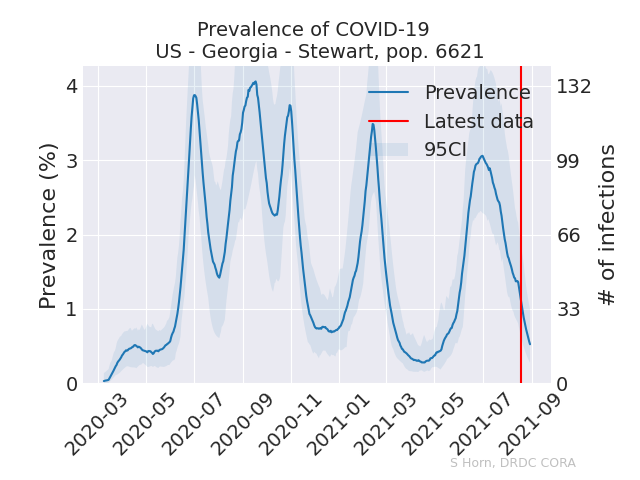 Prevalence of COVID-19
US - Georgia - Stewart, pop. 6621
Prevalence
Latest data
95CI
Prevalence (%)
4
3
2
1
0
132
99
66
33
0
# of infections
2020-03
2020-05
2020-07
2020-09
2020-11
2021-01
2021-03
2021-05
2021-07
2021-09
S Horn, DRDC CORA